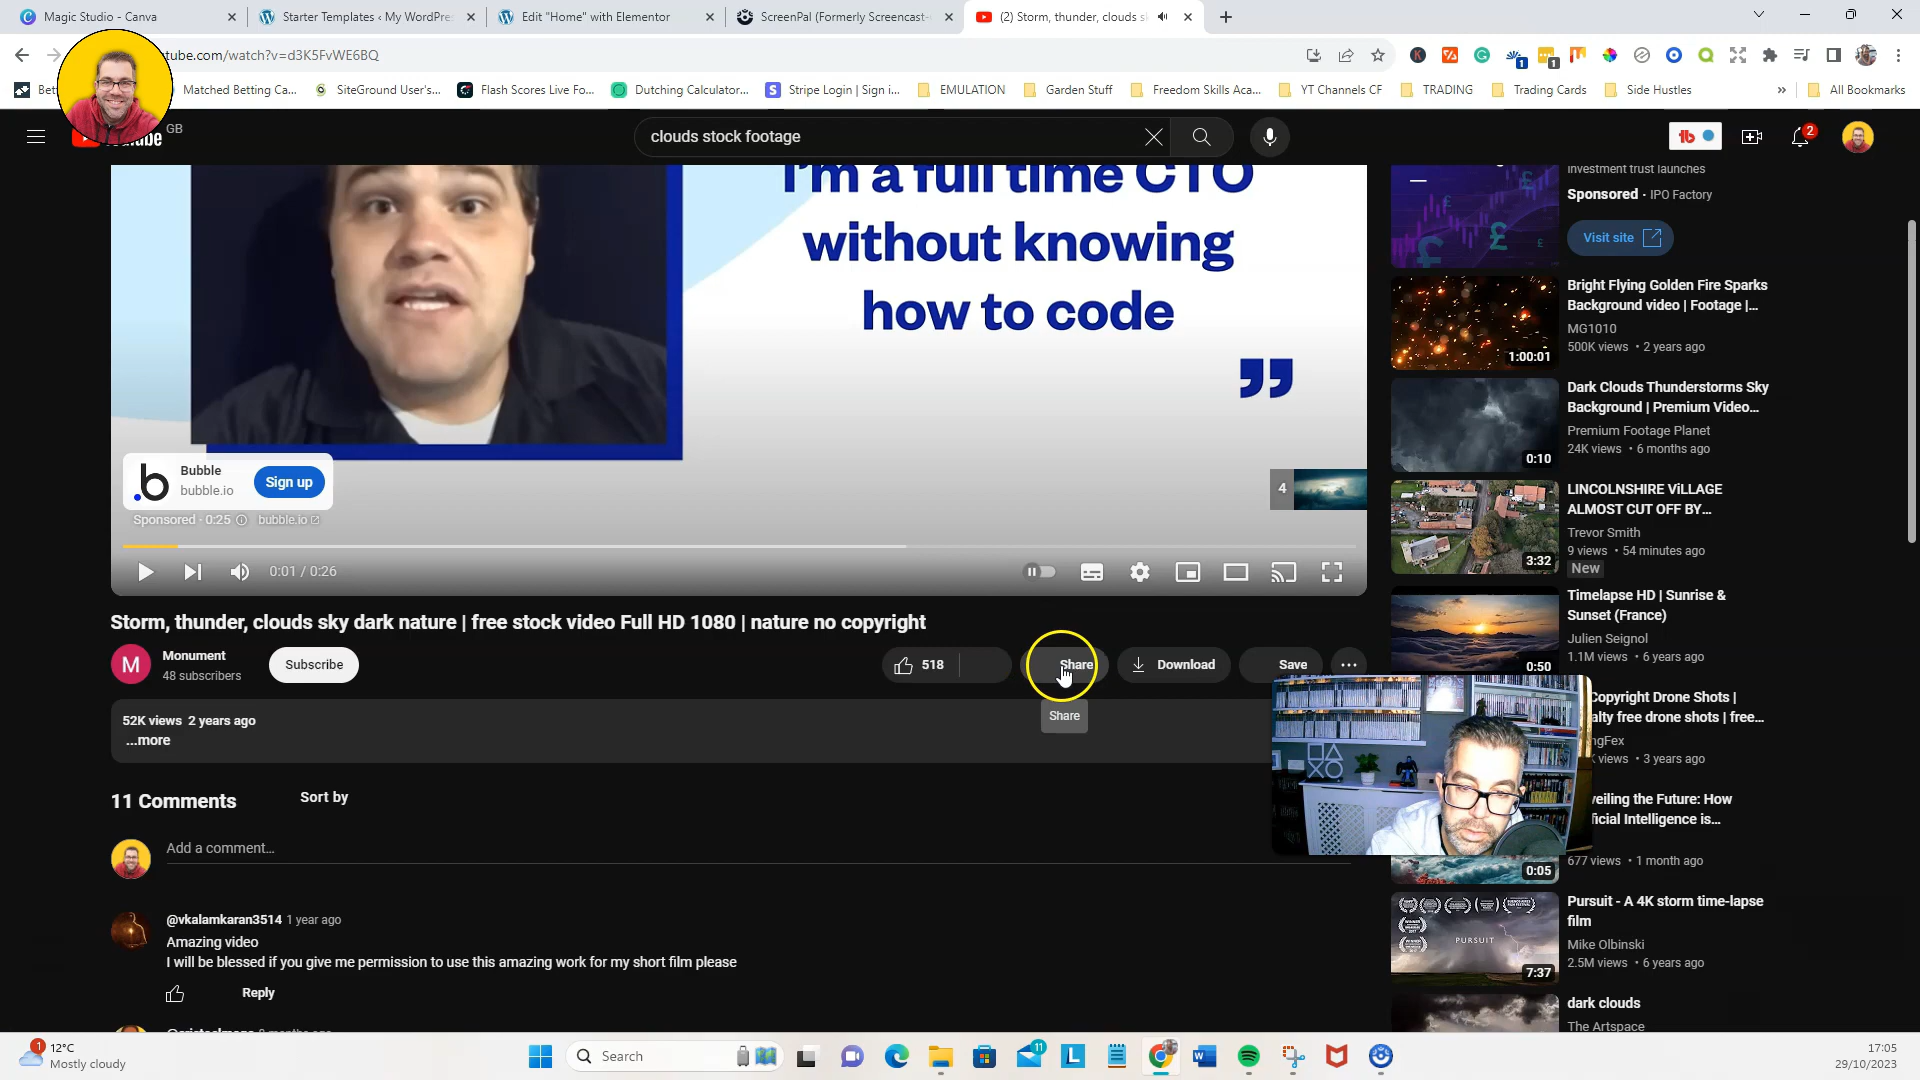 Magic Studio - Canva
Starter Templates ‹ My WordPre
Edit "Home" with Elementor
ScreenPal (Formerly Screencast-
(2) Storm, thunder, clouds s
tube.com/watch?v=d3K5FvWE6BQ
1
1
Bet
Matched Betting Ca...
SiteGround User's...
Flash Scores Live Fo...
Dutching Calculator...
Stripe Login | Sign i...
EMULATION
Garden Stuff
Freedom Skills Aca...
YT Channels CF
TRADING
Trading Cards
Side Hustles
All Bookmarks
GB
clouds stock footage
2
I'm a full time CTO
without knowing
how to code
”
Bubble
bubble.io
Sign up
Sponsored · 0:25
bubble.io
4
0:01 / 0:26
Storm, thunder, clouds sky dark nature | free stock video Full HD 1080 | nature no copyright
M
Monument
48 subscribers
Subscribe
518
Share
Download
Save
Share
52K views 2 years ago
...more
11 Comments
Sort by
Add a comment...
@vkalamkaran3514 1 year ago
Amazing video
I will be blessed if you give me permission to use this amazing work for my short film please
Reply
investment trust launches
Sponsored · IPO Factory
Visit site
Bright Flying Golden Fire Sparks
Background video | Footage |...
MG1010
500K views • 2 years ago
1:00:01
Dark Clouds Thunderstorms Sky
Background | Premium Video...
Premium Footage Planet
24K views • 6 months ago
0:10
LINCOLNSHIRE ViLLAGE
ALMOST CUT OFF BY...
Trevor Smith
9 views • 54 minutes ago
New
3:32
Timelapse HD | Sunrise &
Sunset (France)
Julien Seignol
1.1M views • 6 years ago
0:50
Copyright Drone Shots |
alty free drone shots | free...
ngFex
views • 3 years ago
veiling the Future: How
ficial Intelligence is...
677 views • 1 month ago
0:05
Pursuit - A 4K storm time-lapse
film
Mike Olbinski
2.5M views • 6 years ago
PURSUIT
7:37
dark clouds
The Artspace
1
12°C
Mostly cloudy
Search
11
17:05
29/10/2023